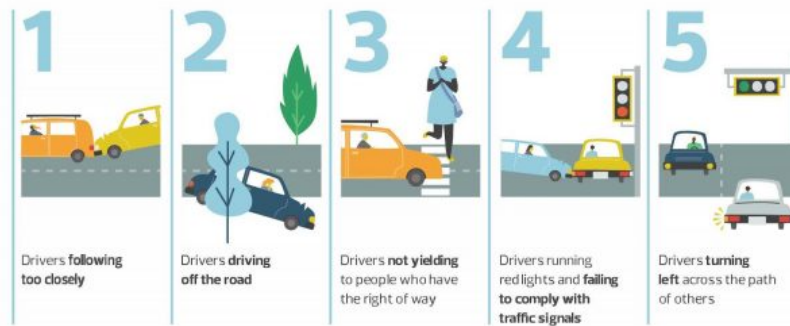 1
Drivers following
too closely
2
Drivers driving
off the road
3
Drivers not yielding
to people who have
the right of way
4
Drivers running
red lights and failing
to comply with
traffic signals
5
Drivers turning
left across the path
of others